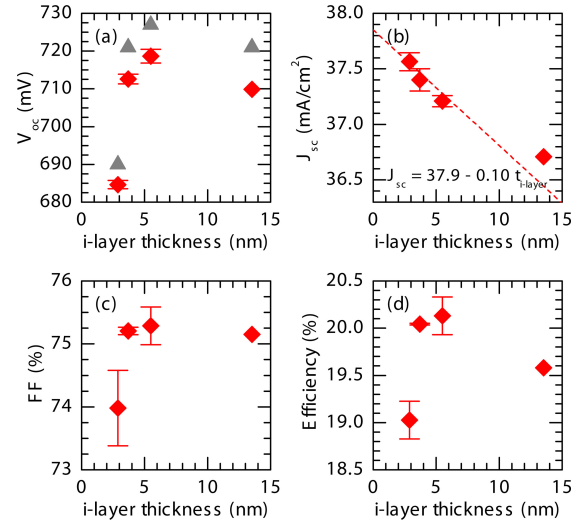 730
720
710
690
680
(a)
V_oc (mV)
0 5 10 15
i-layer thickness (nm)
38.0
37.5
37.0
36.5
(b)
J_sc (mA/cm²)
J_sc = 37.9 - 0.10 t_i-layer
0 5 10 15
i-layer thickness (nm)
76
75
74
73
(c)
FF (%)
0 5 10 15
i-layer thickness (nm)
20.5
20.0
19.5
19.0
18.5
(d)
Efficiency (%)
0 5 10 15
i-layer thickness (nm)